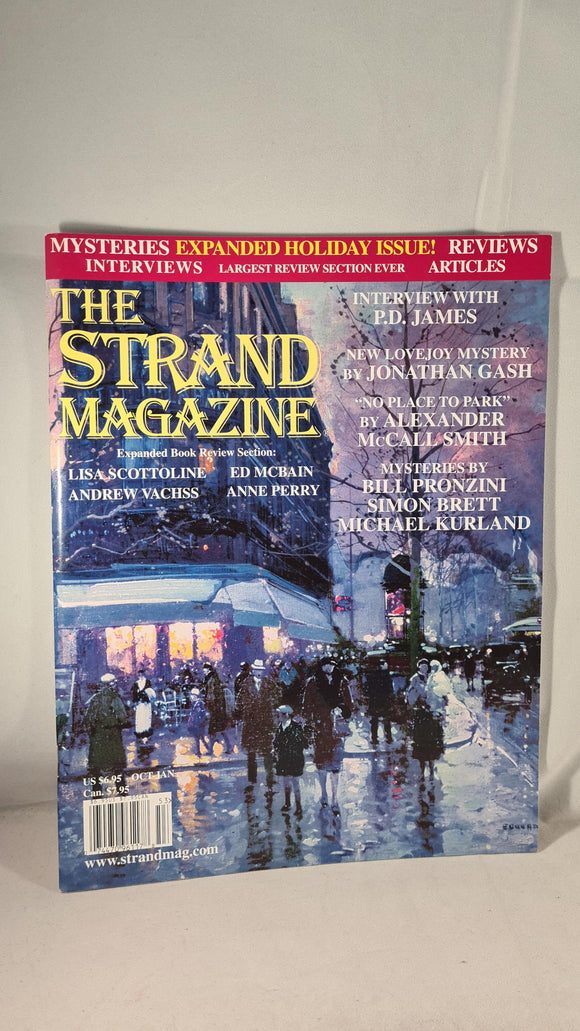 MYSTERIES EXPANDED HOLIDAY ISSUE! REVIEWS
INTERVIEWS LARGEST REVIEW SECTION EVER ARTICLES
THE
STRAND
MAGAZINE
Expanded Book Review Section:
LISA SCOTTOLINE ED MCBAIN
ANDREW VACHSS ANNE PERRY
INTERVIEW WITH
P.D. JAMES
NEW LOVEJOY MYSTERY
BY JONATHAN GASH
“NO PLACE TO PARK”
BY ALEXANDER
MCCALL SMITH
MYSTERIES BY
BILL PRONZINI
SIMON BRETT
MICHAEL KURLAND
US $6.95 OCT-JAN
Can. $7.95
53
www.strandmag.com